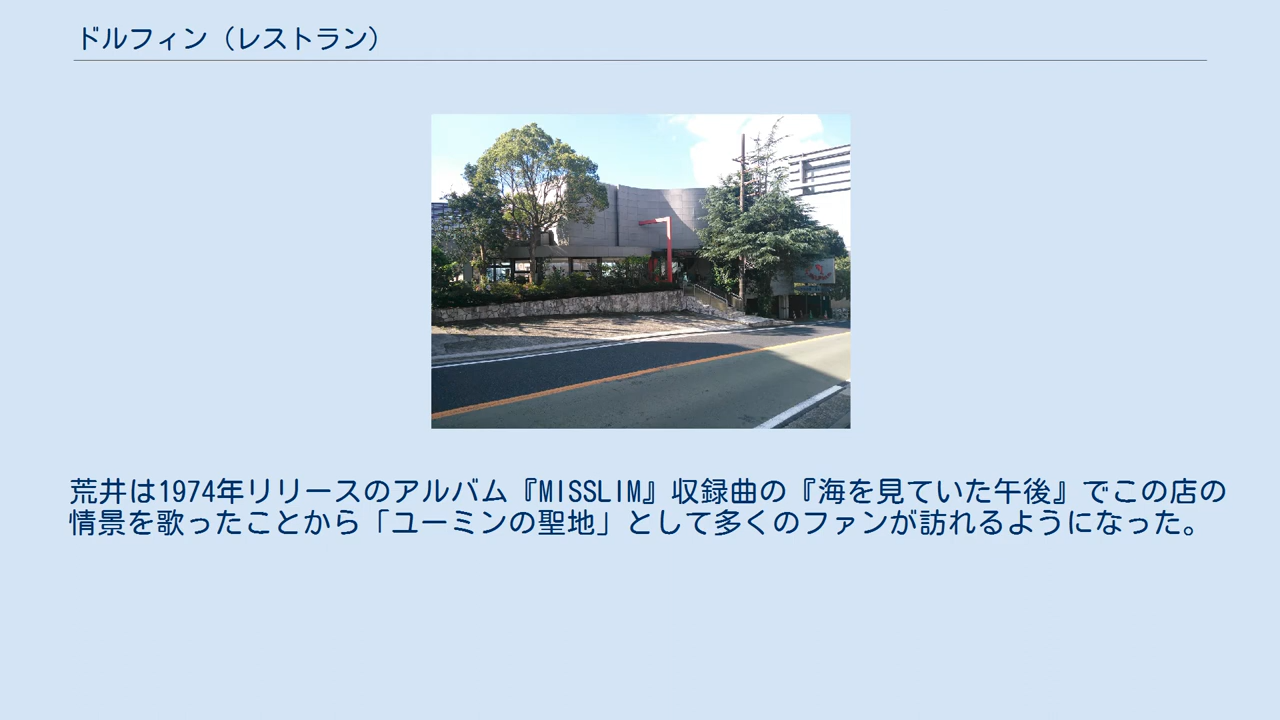 ドルフィン（レストラン）
荒井は1974年リリースのアルバム『MISSLIM』収録曲の『海を見ていた午後』でこの店の
情景を歌ったことから「ユーミンの聖地」として多くのファンが訪れるようになった。